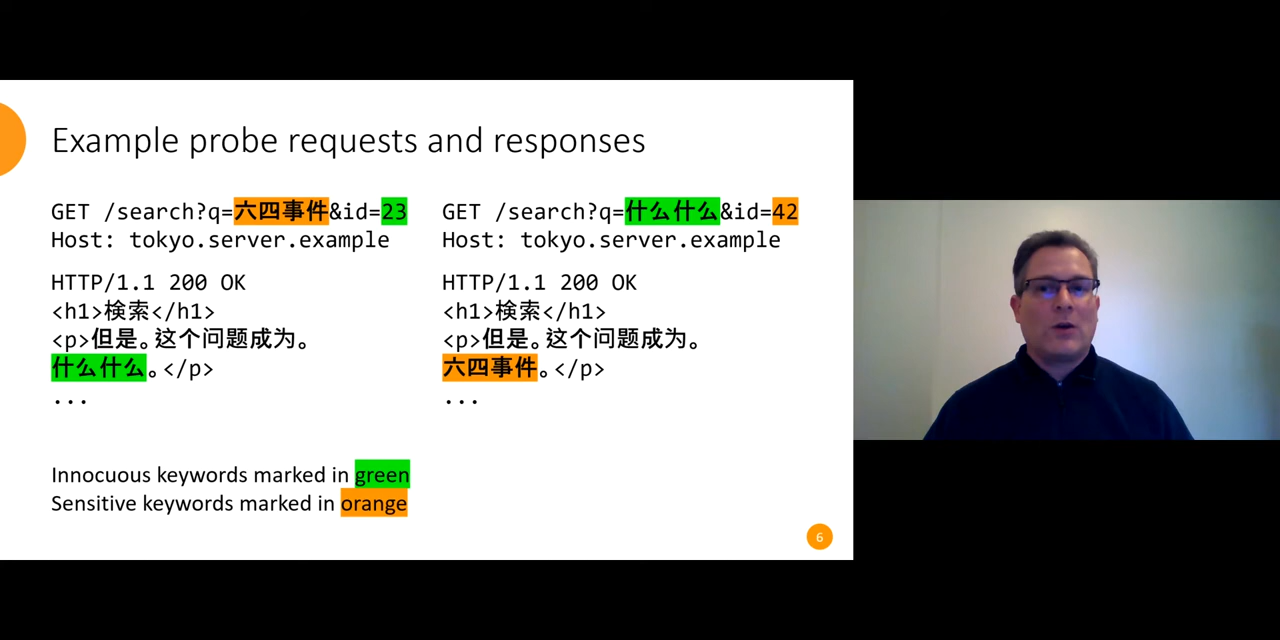 Example probe requests and responses
GET /search?q=六四事件&id=23
Host: tokyo.server.example
HTTP/1.1 200 OK
<h1>検索</h1>
<p>但是。这个问题成为。
什么什么。</p>
...
GET /search?q=什么什么&id=42
Host: tokyo.server.example
HTTP/1.1 200 OK
<h1>検索</h1>
<p>但是。这个问题成为。
六四事件。</p>
...
Innocuous keywords marked in green
Sensitive keywords marked in orange
6